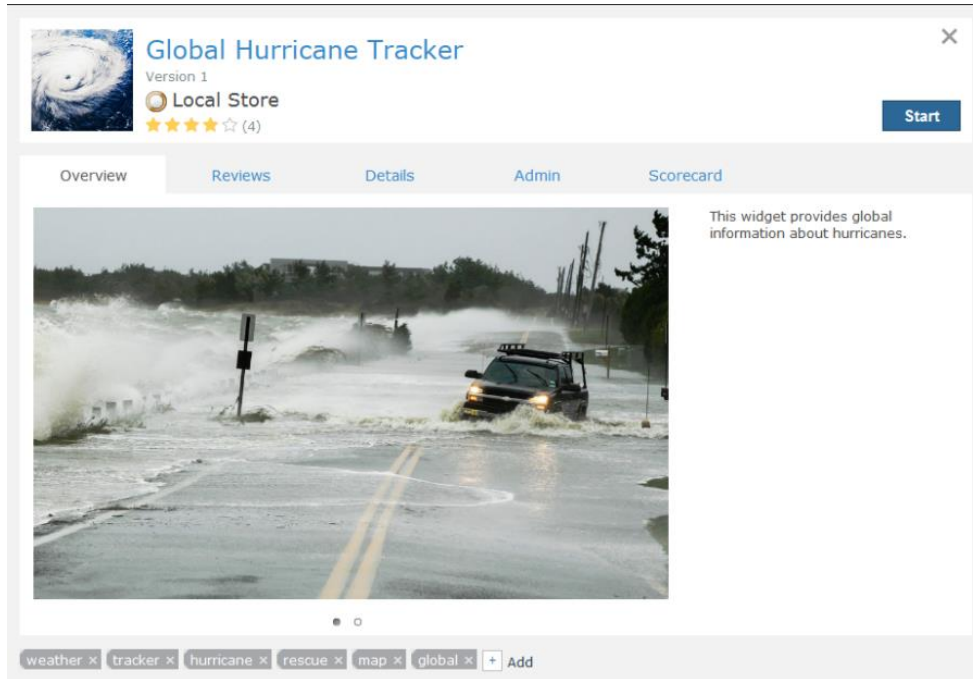 Global Hurricane Tracker
Version 1
Local Store
(4)
Start
Overview Reviews Details Admin Scorecard
This widget provides global
information about hurricanes.
weather × tracker × hurricane × rescue × map × global × + Add